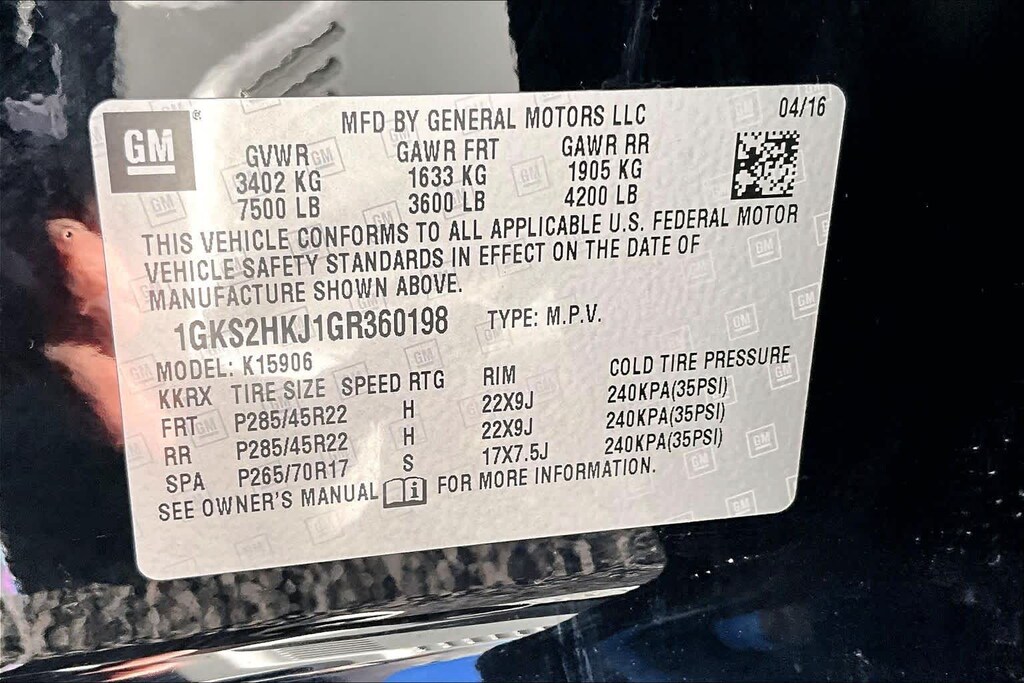 GM
®
MFD BY GENERAL MOTORS LLC 04/16
GVWR GAWR FRT GAWR RR
3402 KG 1633 KG 1905 KG
7500 LB 3600 LB 4200 LB
THIS VEHICLE CONFORMS TO ALL APPLICABLE U.S. FEDERAL MOTOR
VEHICLE SAFETY STANDARDS IN EFFECT ON THE DATE OF
MANUFACTURE SHOWN ABOVE.
1GKS2HKJ1GR360198 TYPE: M.P.V.
MODEL: K15906
KKRX TIRE SIZE SPEED RTG RIM COLD TIRE PRESSURE
FRT P285/45R22 H 22X9J 240KPA(35PSI)
RR P285/45R22 H 22X9J 240KPA(35PSI)
SPA P265/70R17 S 17X7.5J 240KPA(35PSI)
SEE OWNER'S MANUAL FOR MORE INFORMATION.